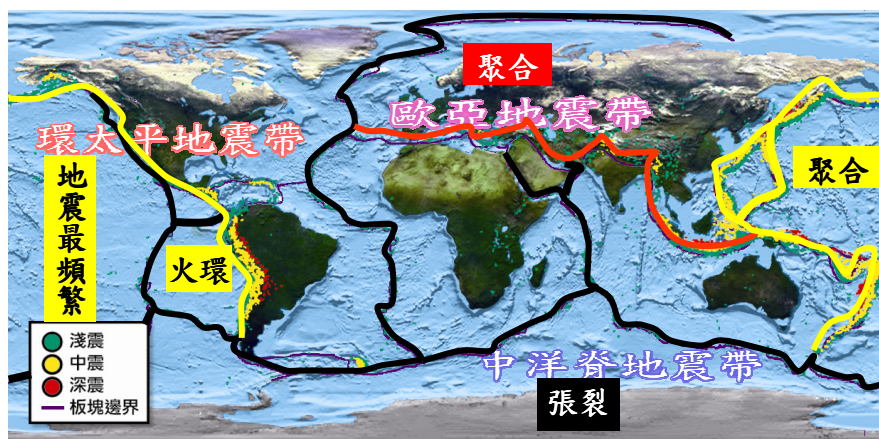 聚合
歐亞地震帶
環太平地震帶
聚合
地震最頻繁
火環
淺震
中震
深震
板塊邊界
中洋脊地震帶
張裂